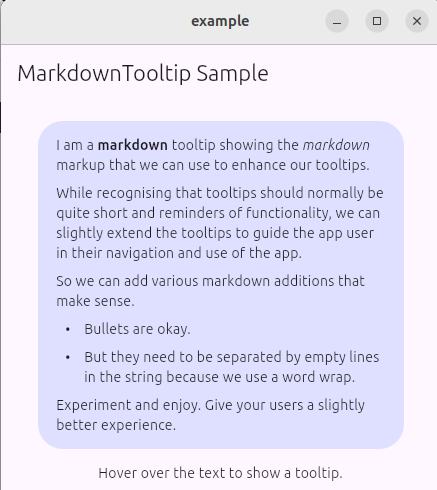 example
MarkdownTooltip Sample
I am a markdown tooltip showing the markdown
markup that we can use to enhance our tooltips.
While recognising that tooltips should normally be
quite short and reminders of functionality, we can
slightly extend the tooltips to guide the app user
in their navigation and use of the app.
So we can add various markdown additions that
make sense.
• Bullets are okay.
• But they need to be separated by empty lines
in the string because we use a word wrap.
Experiment and enjoy. Give your users a slightly
better experience.
Hover over the text to show a tooltip.